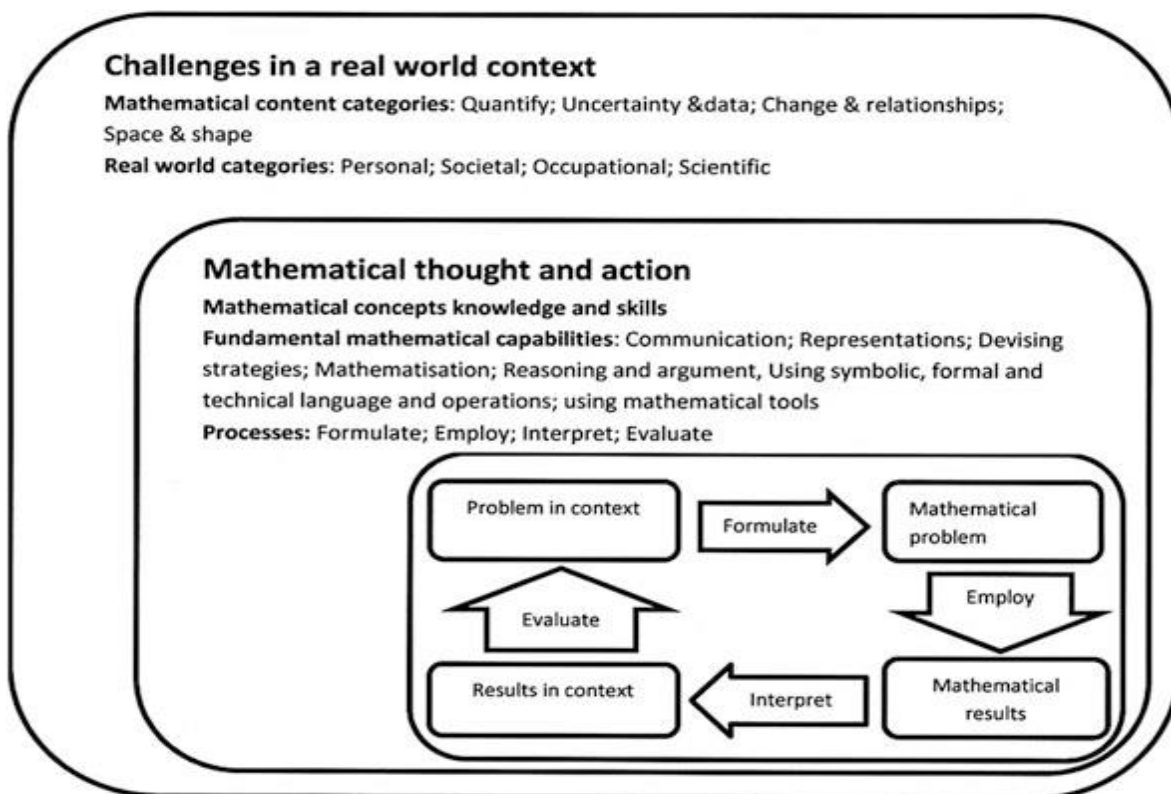 Challenges in a real world context
Mathematical content categories: Quantify; Uncertainty &data; Change & relationships;
Space & shape
Real world categories: Personal; Societal; Occupational; Scientific
Mathematical thought and action
Mathematical concepts knowledge and skills
Fundamental mathematical capabilities: Communication; Representations; Devising
strategies; Mathematisation; Reasoning and argument, Using symbolic, formal and
technical language and operations; using mathematical tools
Processes: Formulate; Employ; Interpret; Evaluate
Problem in context
Formulate
Mathematical
problem
Employ
Evaluate
Results in context
Interpret
Mathematical
results